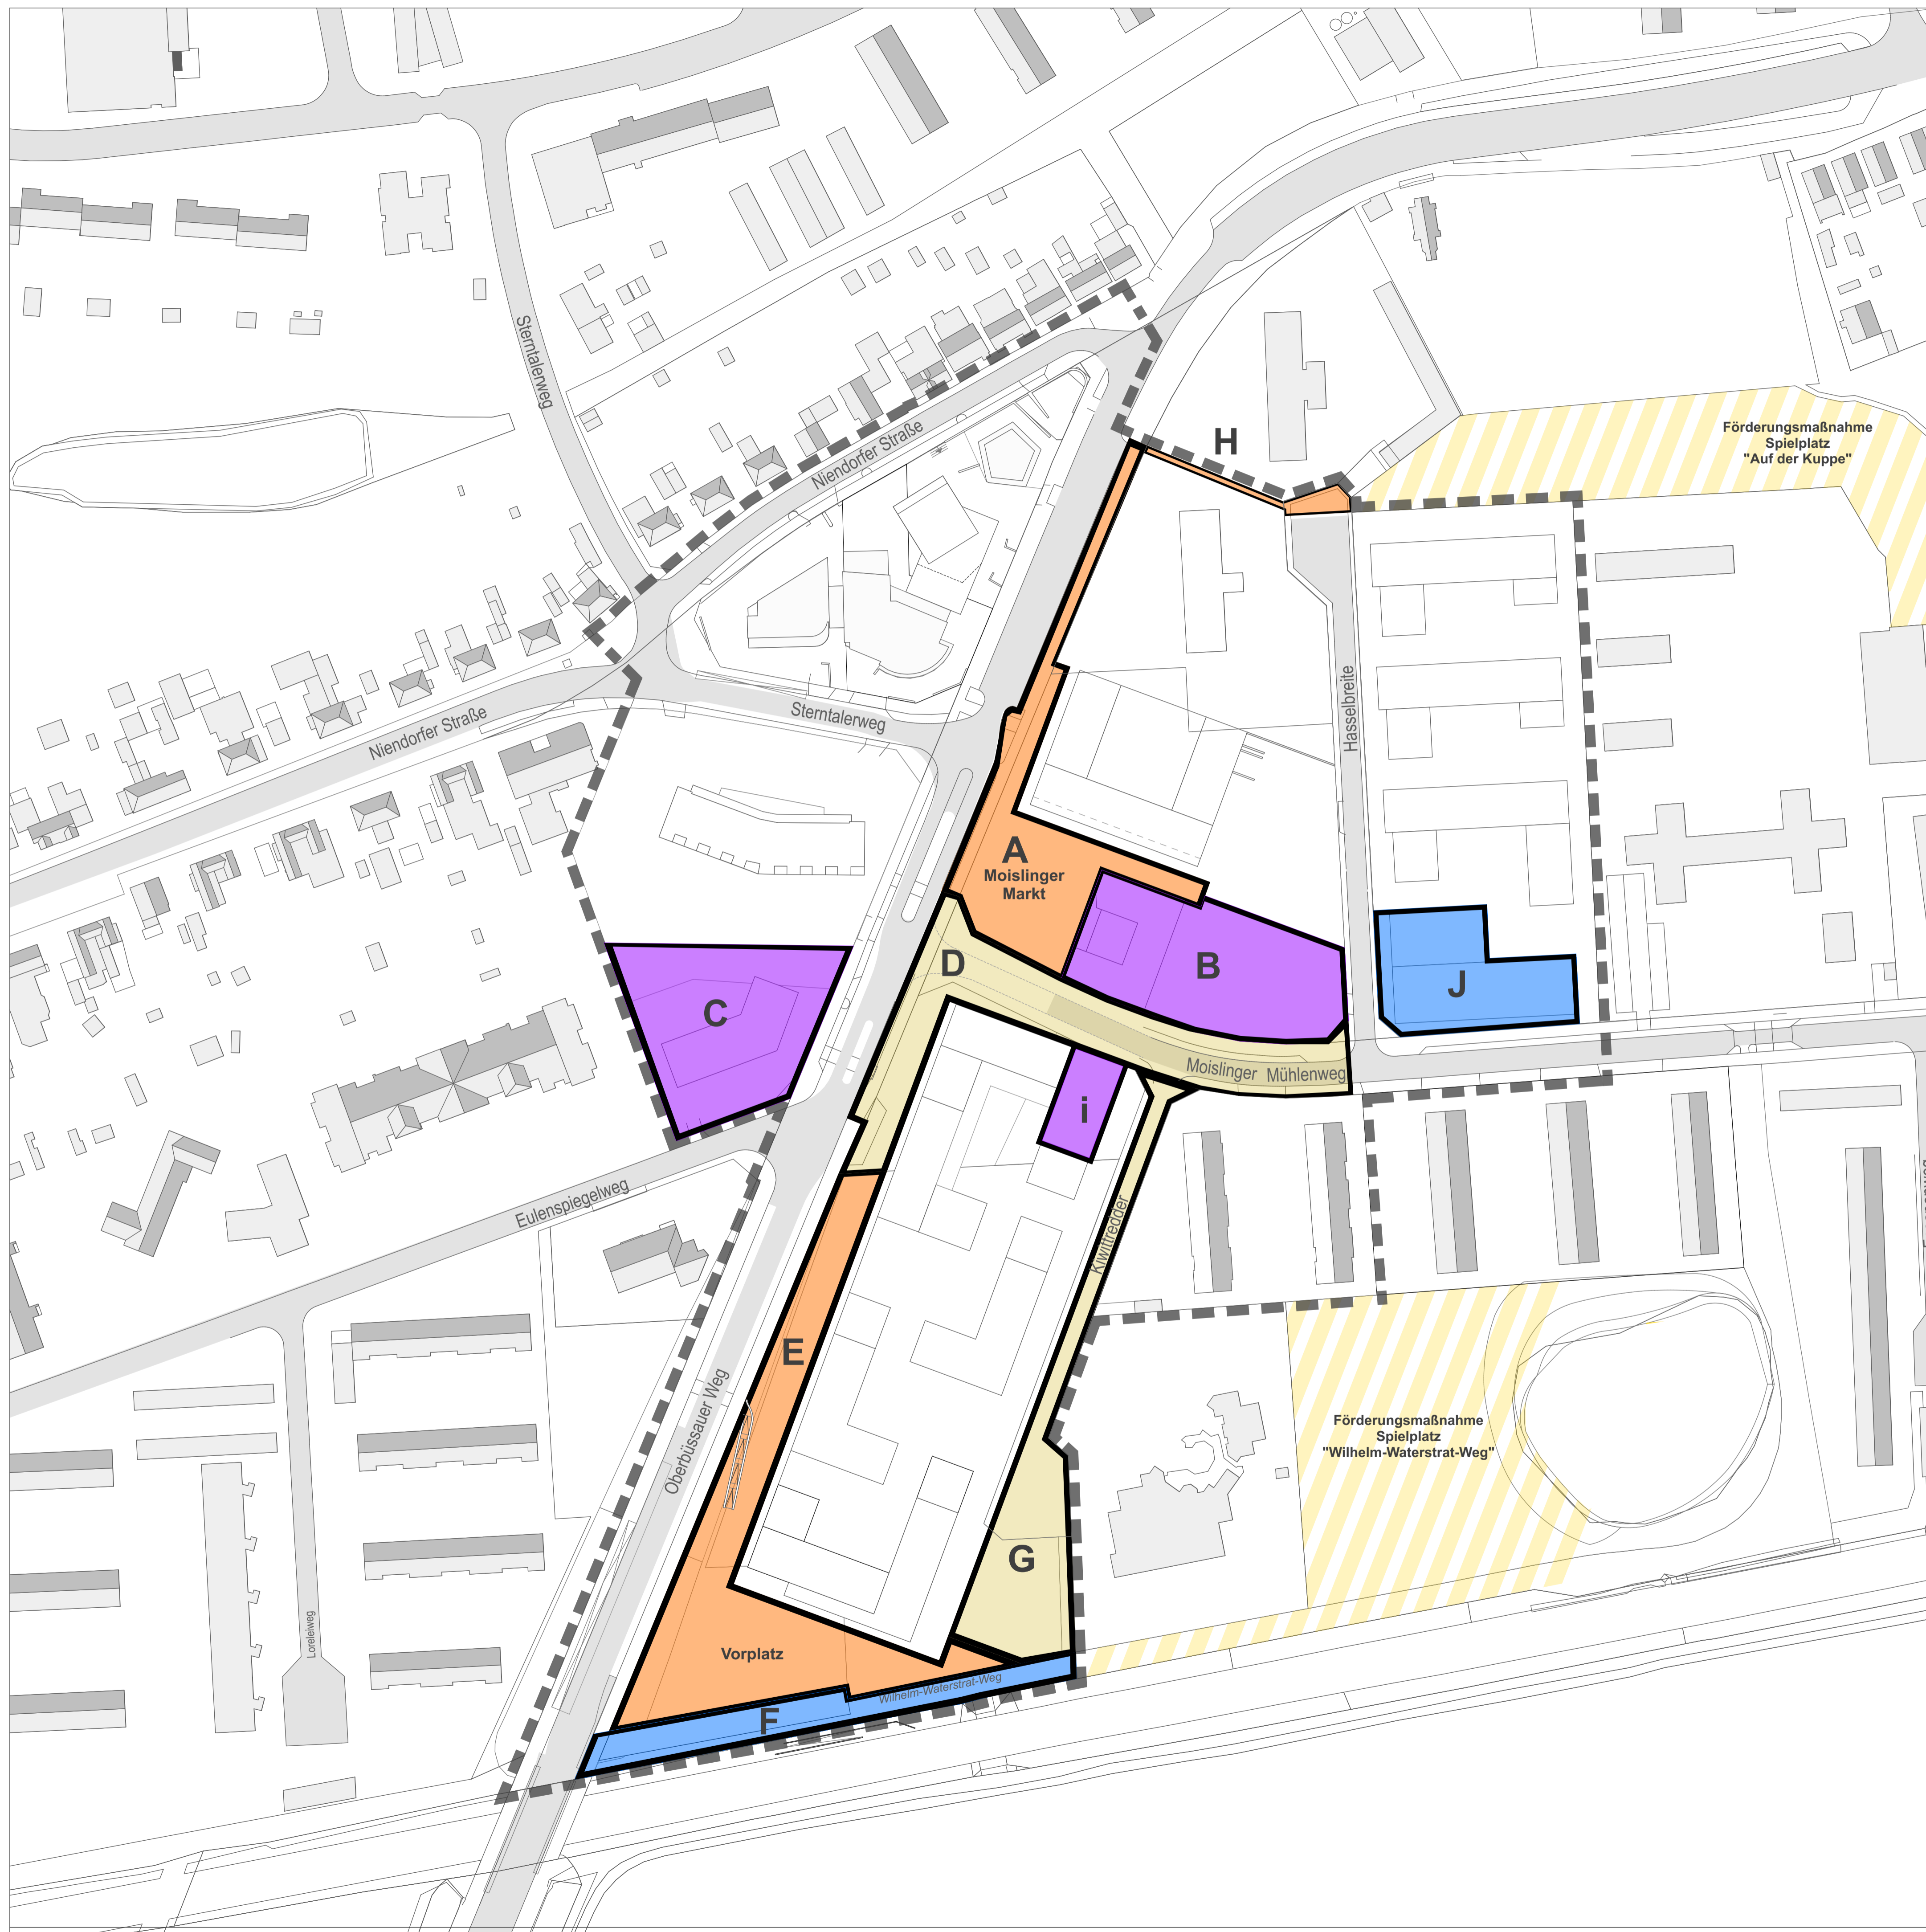 Sterntalerweg
Niendorfer Straße
H
Förderungsmaßnahme
Spielplatz
"Auf der Kuppe"
Niendorfer Straße
Sterntalerweg
Hasselbreite
A
Moislinger
Markt
D
B
J
C
Moislinger Mühlenweg
i
Eulenspiegelweg
Kiwittredder
E
Oberbüssauer Weg
Förderungsmaßnahme
Spielplatz
"Wilhelm-Waterstrat-Weg"
G
Loreleiweg
Vorplatz
Wilhelm-Waterstrat-Weg
F